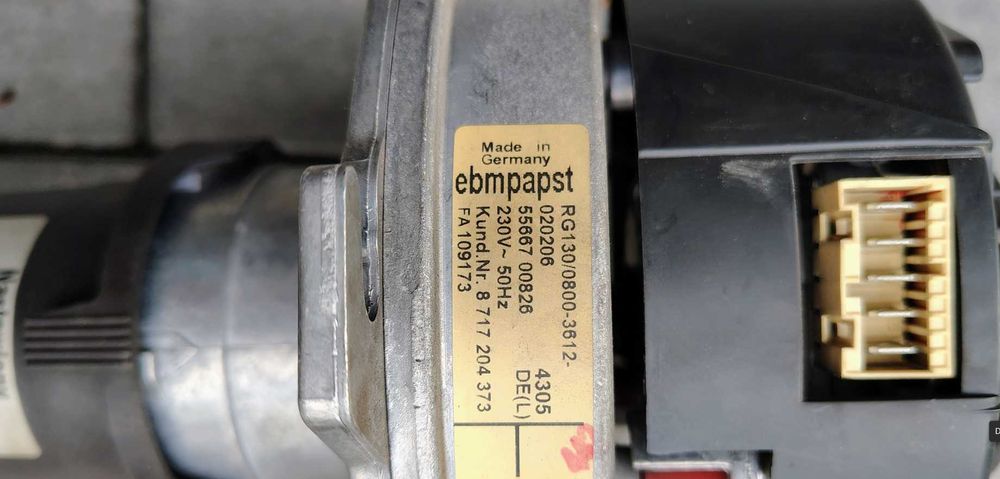 Made in
Germany
ebmpapst
RG130/0800-3612-
020206 4305
55667 00826 DE(L)
230V~ 50Hz
Kund.Nr. 8 717 204 373
FA109173